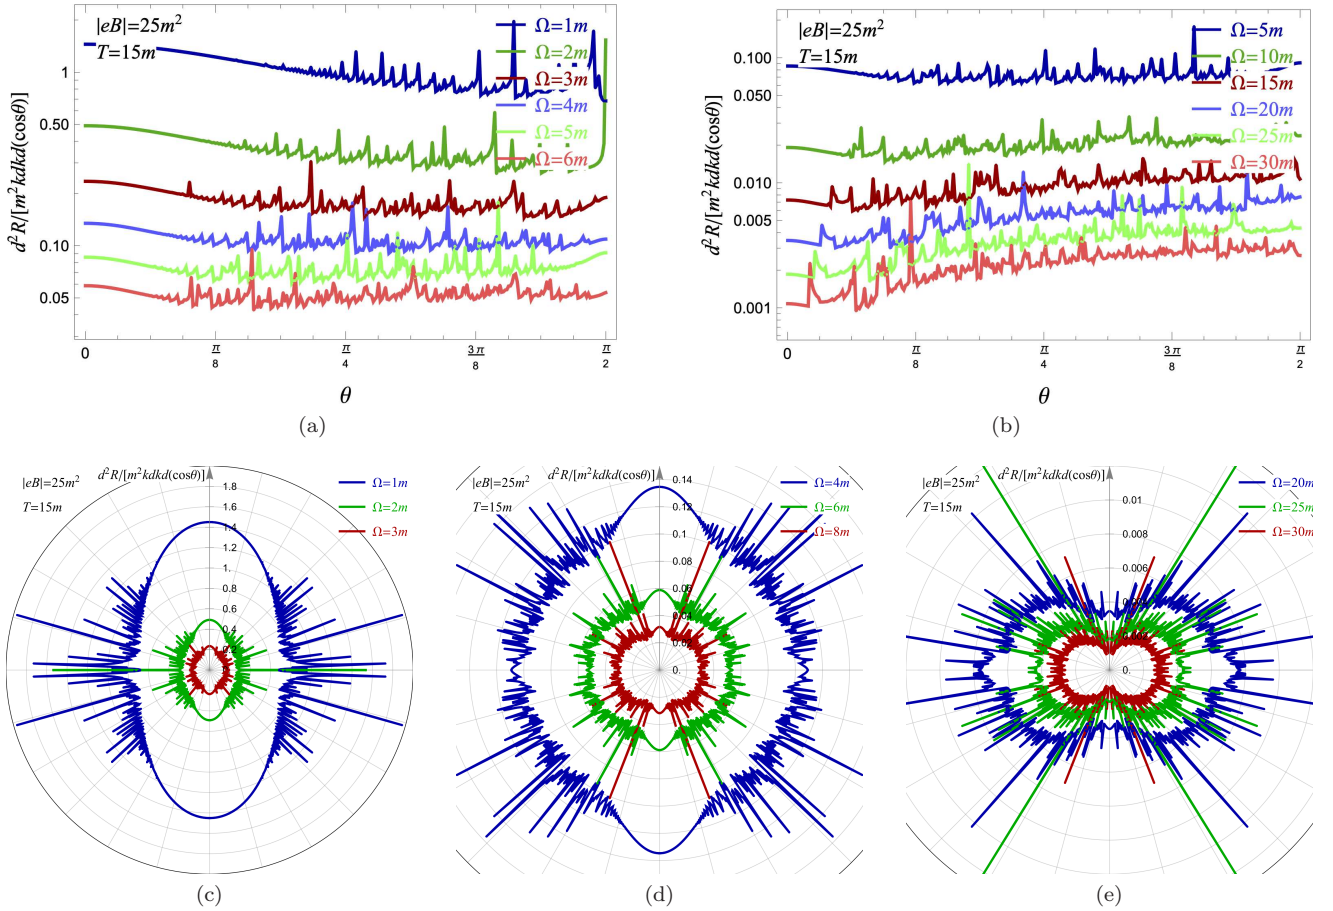 |eB|=25m²
T=15m
Ω=1m
Ω=2m
Ω=3m
Ω=4m
Ω=5m
Ω=6m
1
0.50
0.10
0.05
d²R/[m²kdkd(cosθ)]
0
π/8
π/4
3π/8
π/2
θ
(a)
|eB|=25m²
T=15m
Ω=5m
Ω=10m
Ω=15m
Ω=20m
Ω=25m
Ω=30m
0.100
0.050
0.010
0.005
0.001
d²R/[m²kdkd(cosθ)]
0
π/8
π/4
3π/8
π/2
θ
(b)
d²R/[m²kdkd(cosθ)]
|eB|=25m²
T=15m
Ω=1m
Ω=2m
Ω=3m
1.8
1.6
1.4
1.2
1.
0.8
0.6
0.4
(c)
d²R/[m²kdkd(cosθ)]
|eB|=25m²
T=15m
Ω=4m
Ω=6m
Ω=8m
0.14
0.12
0.1
0.08
0.06
0.04
0.
(d)
d²R/[m²kdkd(cosθ)]
|eB|=25m²
T=15m
Ω=20m
Ω=25m
Ω=30m
0.01
0.008
0.006
0.
(e)